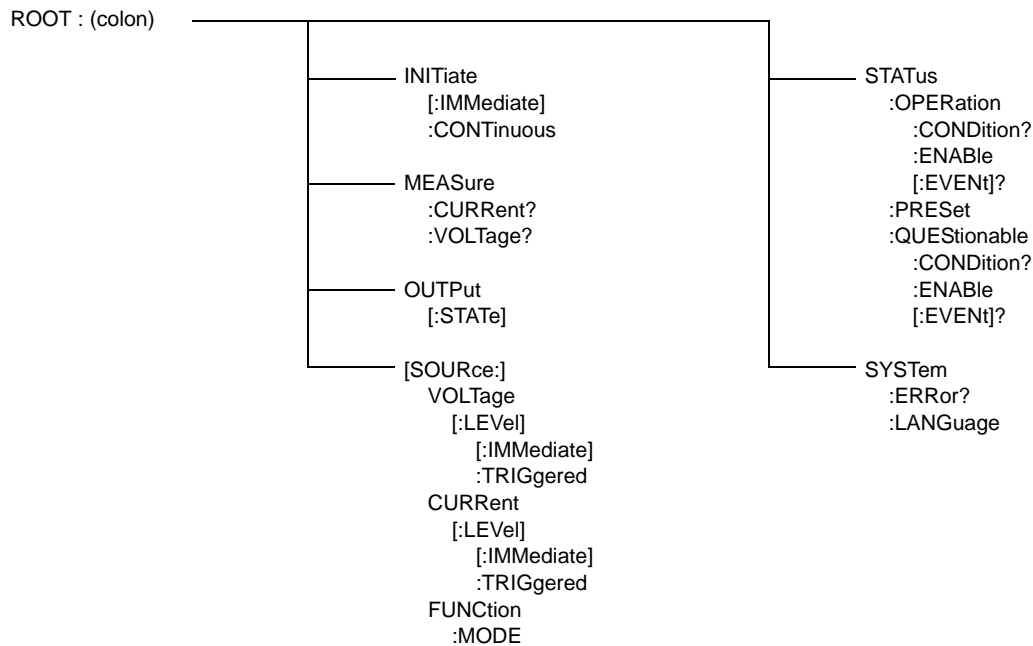 ROOT : (colon)
INITiate
[:IMMediate]
:CONTinuous
MEASure
:CURRent?
:VOLTage?
OUTPut
[:STATe]
[SOURce:]
VOLTage
[:LEVel]
[:IMMediate]
:TRIGgered
CURRent
[:LEVel]
[:IMMediate]
:TRIGgered
FUNCtion
:MODE
STATus
:OPERation
:CONDition?
:ENABle
[:EVENt]?
:PRESet
:QUEStionable
:CONDition?
:ENABle
[:EVENt]?
SYSTem
:ERRor?
:LANGuage